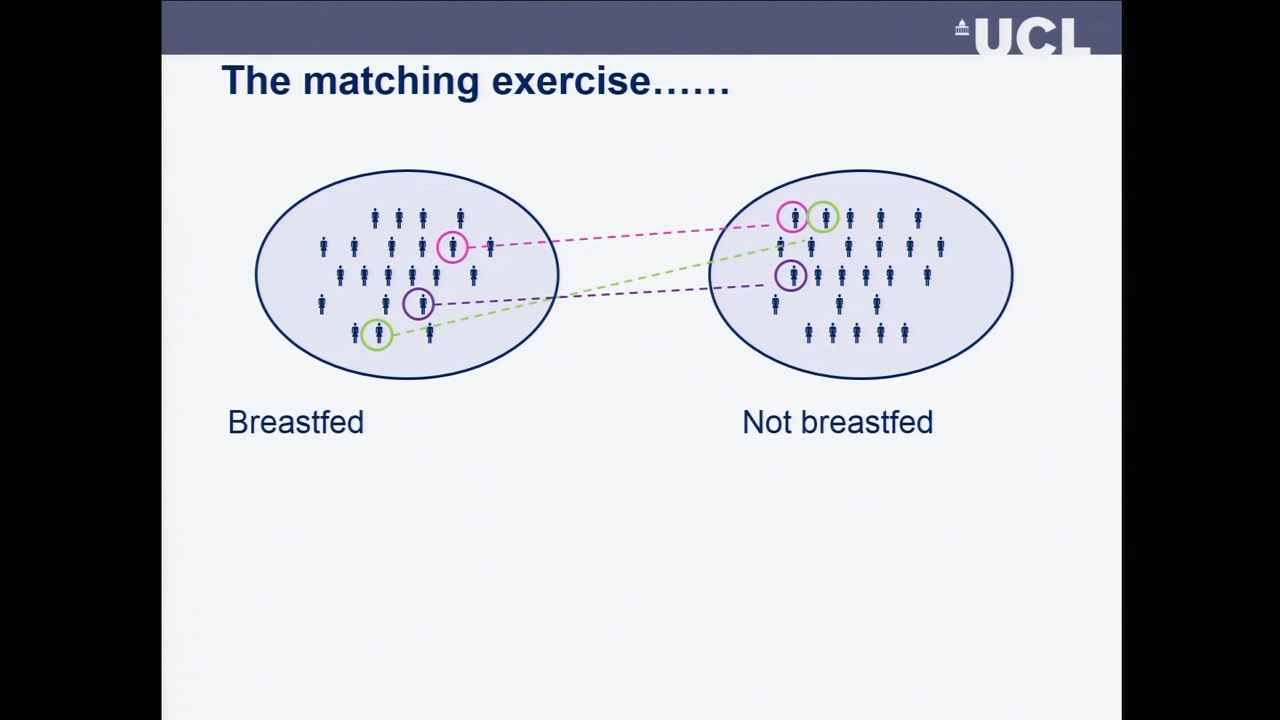 UCL
The matching exercise……
Breastfed
Not breastfed